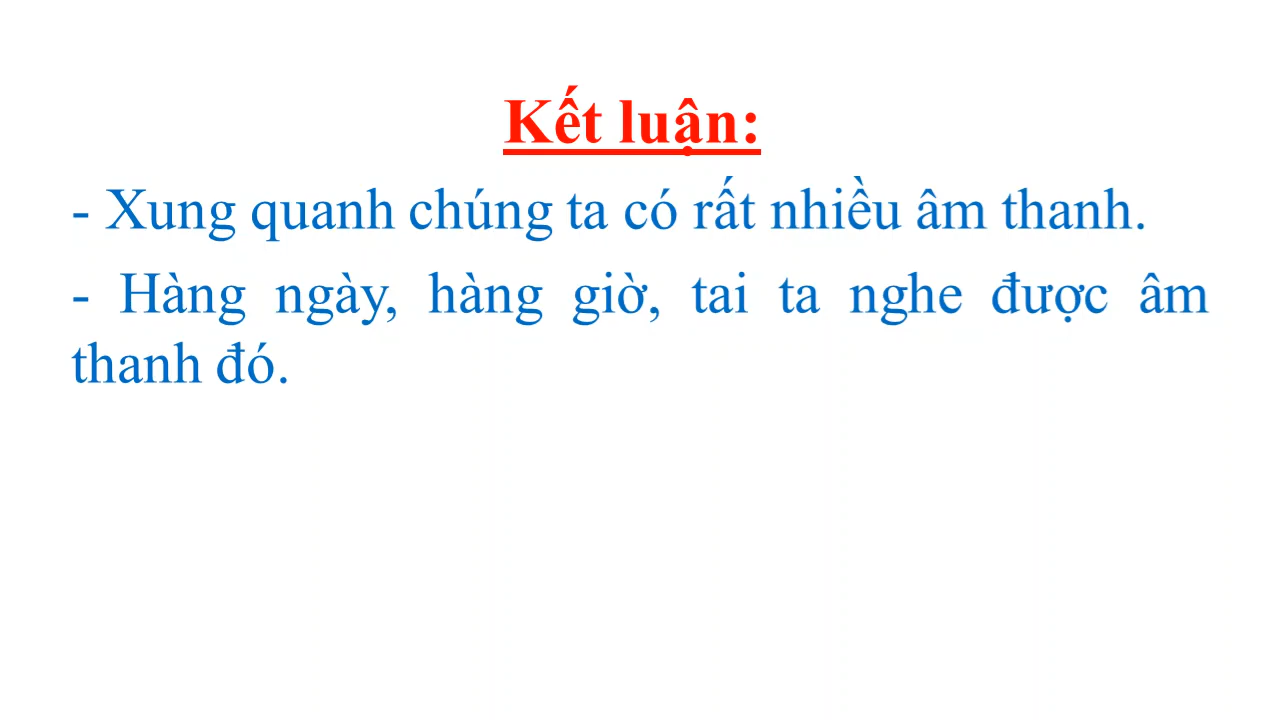 Kết luận:
- Xung quanh chúng ta có rất nhiều âm thanh.
- Hàng ngày, hàng giờ, tai ta nghe được âm
thanh đó.